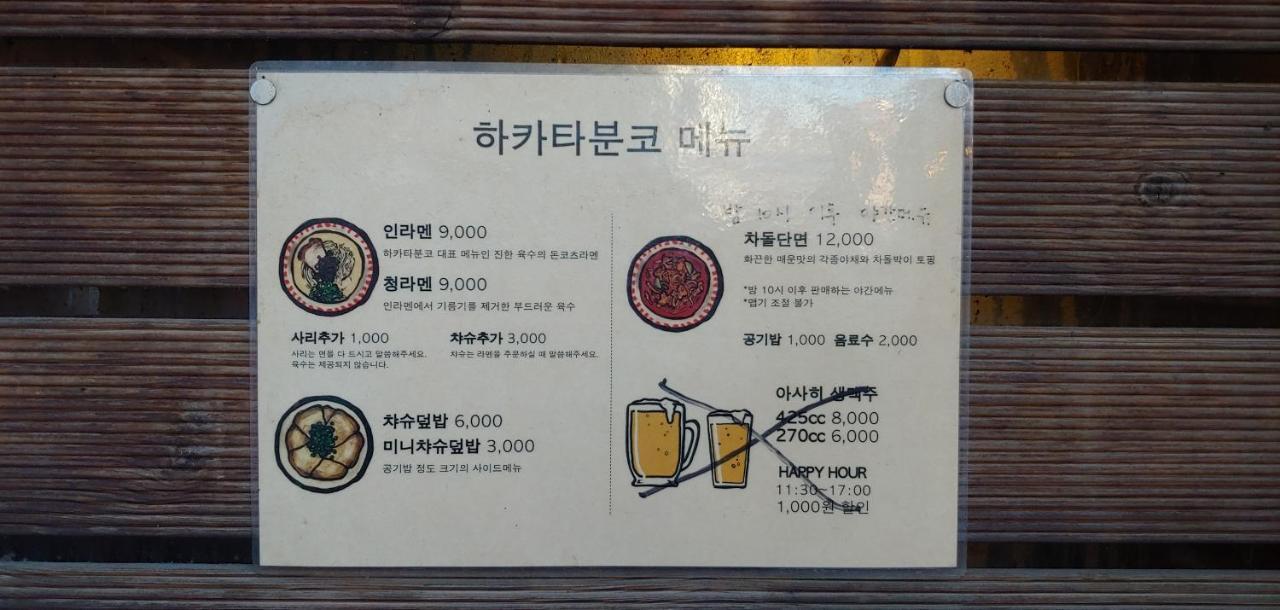 하카타분코 메뉴
인라멘 9,000
하카타분코 대표 메뉴인 진한 육수의 돈코츠라멘
청라멘 9,000
인라멘에서 기름기를 제거한 부드러운 육수
사리추가 1,000
사리는 면을 다 드시고 말씀해주세요.
육수는 제공되지 않습니다.
챠슈추가 3,000
챠슈는 라멘을 주문하실 때 말씀해주세요.
챠슈덮밥 6,000
미니챠슈덮밥 3,000
공기밥 정도 크기의 사이드메뉴
밤 10시 이후 야간메뉴
차돌단면 12,000
화끈한 매운맛의 각종야채와 차돌박이 토핑
*밤 10시 이후 판매하는 야간메뉴
*맵기 조절 불가
공기밥 1,000 음료수 2,000
아사히 생맥주
425cc 8,000
270cc 6,000
HAPPY HOUR
11:30~17:00
1,000원 할인